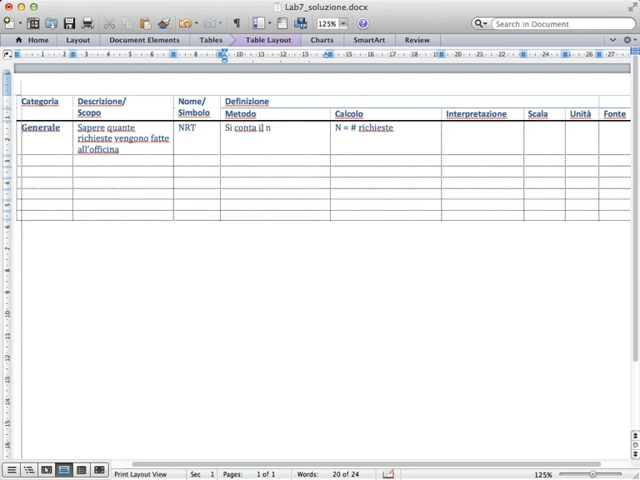 Lab7_soluzione.docx
125%
Search in Document
Home Layout Document Elements Tables Table Layout Charts SmartArt Review
Categoria
Descrizione/
Scopo
Nome/
Simbolo
Definizione
Metodo
Calcolo
Interpretazione
Scala
Unità
Fonte
Generale
Sapere quante
richieste vengono fatte
all'officina
NRT
Si conta il n
N = # richieste
Print Layout View Sec 1 Pages: 1 of 1 Words: 20 of 24 125%